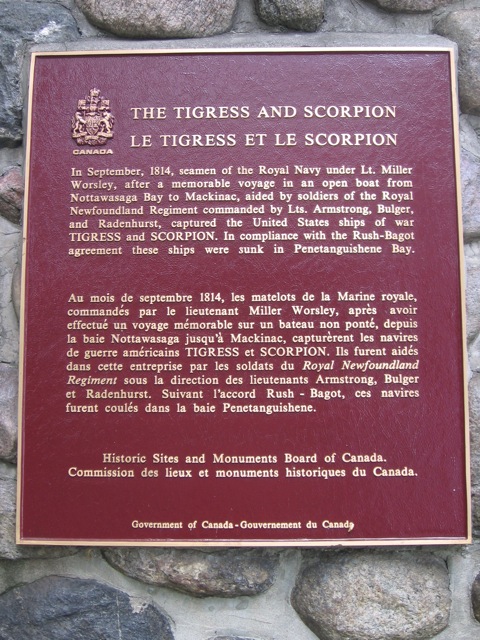 CANADA
THE TIGRESS AND SCORPION
LE TIGRESS ET LE SCORPION
In September, 1814, seamen of the Royal Navy under Lt. Miller
Worsley, after a memorable voyage in an open boat from
Nottawasaga Bay to Mackinac, aided by soldiers of the Royal
Newfoundland Regiment commanded by Lts. Armstrong, Bulger,
and Radenhurst, captured the United States ships of war
TIGRESS and SCORPION. In compliance with the Rush-Bagot
agreement these ships were sunk in Penetanguishene Bay.
Au mois de septembre 1814, les matelots de la Marine royale,
commandés par le lieutenant Miller Worsley, après avoir
effectué un voyage mémorable sur un bateau non ponté, depuis
la baie Nottawasaga jusqu'à Mackinac, capturèrent les navires
de guerre américains TIGRESS et SCORPION. Ils furent aidés
dans cette entreprise par les soldats du Royal Newfoundland
Regiment sous la direction des lieutenants Armstrong, Bulger
et Radenhurst. Suivant l'accord Rush - Bagot, ces navires
furent coulés dans la baie Penetanguishene.
Historic Sites and Monuments Board of Canada.
Commission des lieux et monuments historiques du Canada.
Government of Canada - Gouvernement du Canada